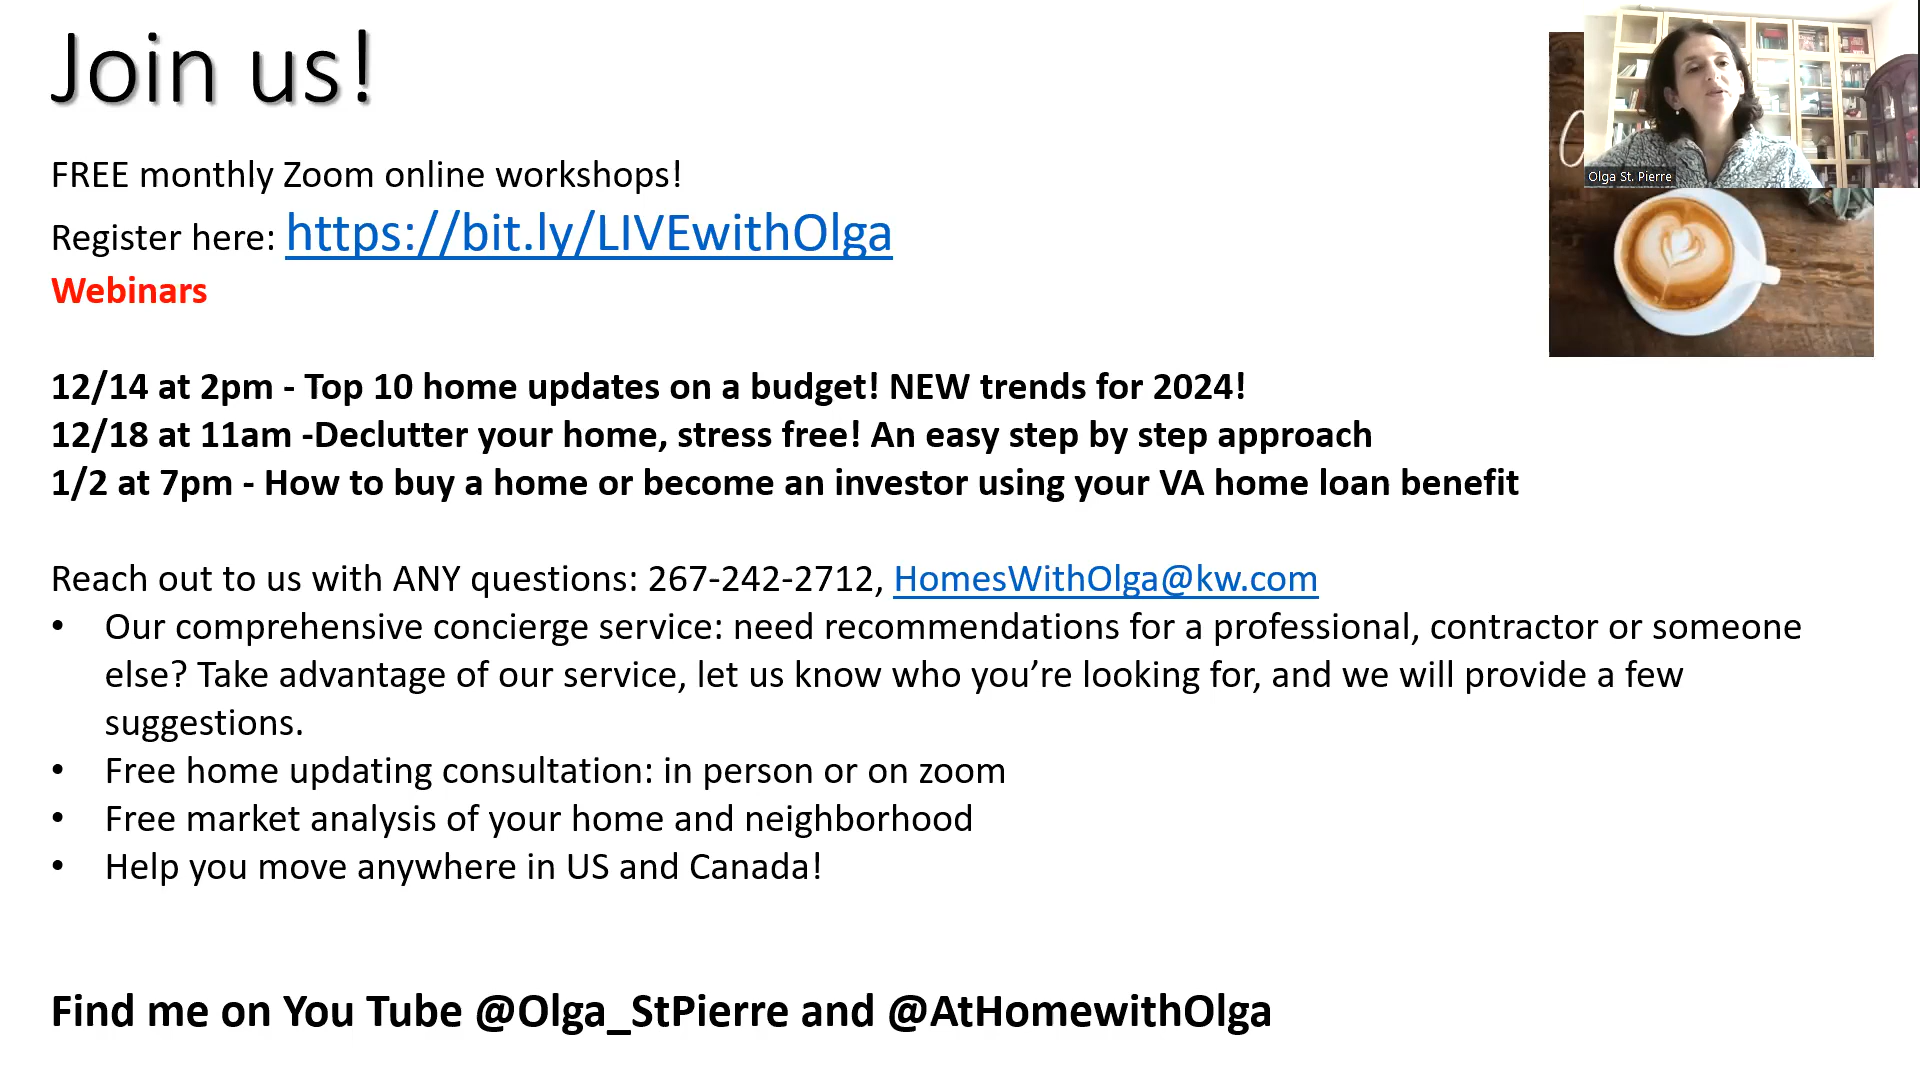 Join us!
FREE monthly Zoom online workshops!
Register here: https://bit.ly/LIVEwithOlga
Webinars
12/14 at 2pm - Top 10 home updates on a budget! NEW trends for 2024!
12/18 at 11am -Declutter your home, stress free! An easy step by step approach
1/2 at 7pm - How to buy a home or become an investor using your VA home loan benefit
Reach out to us with ANY questions: 267-242-2712, HomesWithOlga@kw.com
• Our comprehensive concierge service: need recommendations for a professional, contractor or someone
else? Take advantage of our service, let us know who you’re looking for, and we will provide a few
suggestions.
• Free home updating consultation: in person or on zoom
• Free market analysis of your home and neighborhood
• Help you move anywhere in US and Canada!
Find me on You Tube @Olga_StPierre and @AtHomewithOlga
Olga St. Pierre